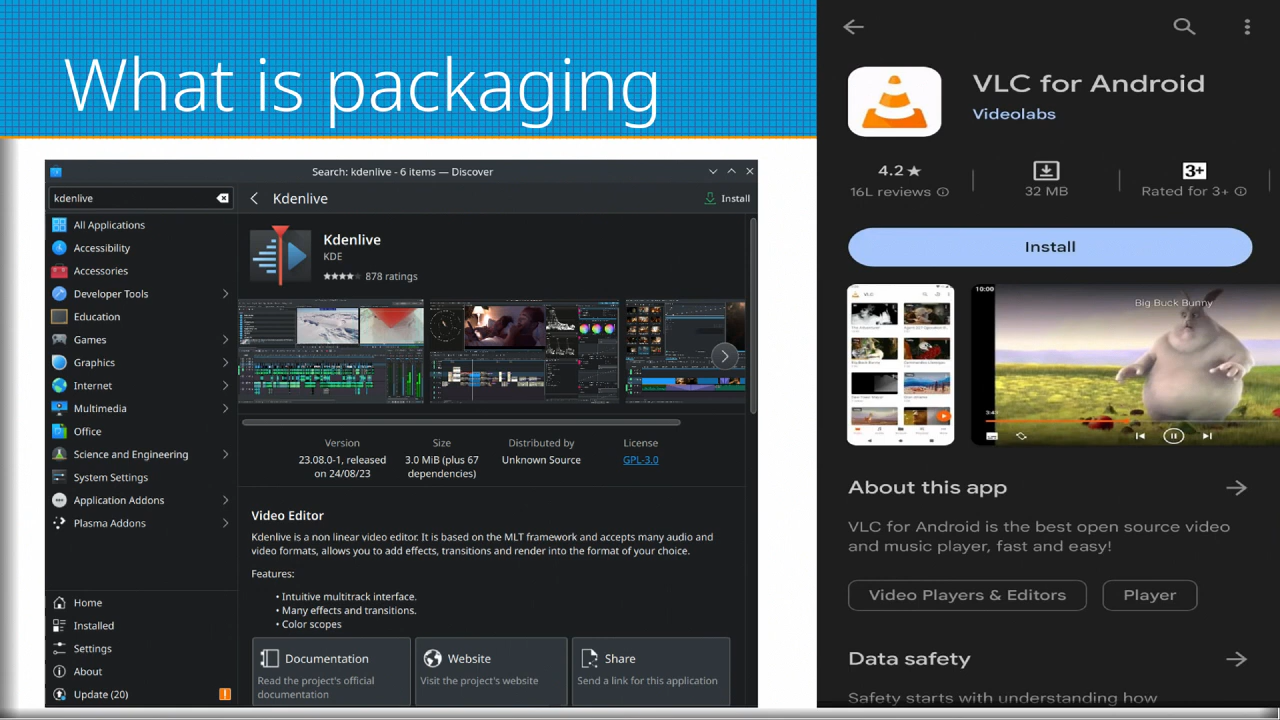 What is packaging
Search: kdenlive - 6 items — Discover
kdenlive
Kdenlive
Install
All Applications
Accessibility
Accessories
Developer Tools
Education
Games
Graphics
Internet
Multimedia
Office
Science and Engineering
System Settings
Application Addons
Plasma Addons
Home
Installed
Settings
About
Update (20)
Kdenlive
KDE
878 ratings
Version
23.08.0-1, released
on 24/08/23
Size
3.0 MiB (plus 67
dependencies)
Distributed by
Unknown Source
License
GPL-3.0
Video Editor
Kdenlive is a non linear video editor. It is based on the MLT framework and accepts many audio and
video formats, allows you to add effects, transitions and render into the format of your choice.
Features:
• Intuitive multitrack interface.
• Many effects and transitions.
• Color scopes
Documentation
Read the project's official
documentation
Website
Visit the project's website
Share
Send a link for this application
VLC for Android
Videolabs
4.2★
16L reviews
32 MB
3+
Rated for 3+
Install
VLC
10:00
Big Buck Bunny
3:4
About this app
VLC for Android is the best open source video
and music player, fast and easy!
Video Players & Editors
Player
Data safety
Safety starts with understanding how